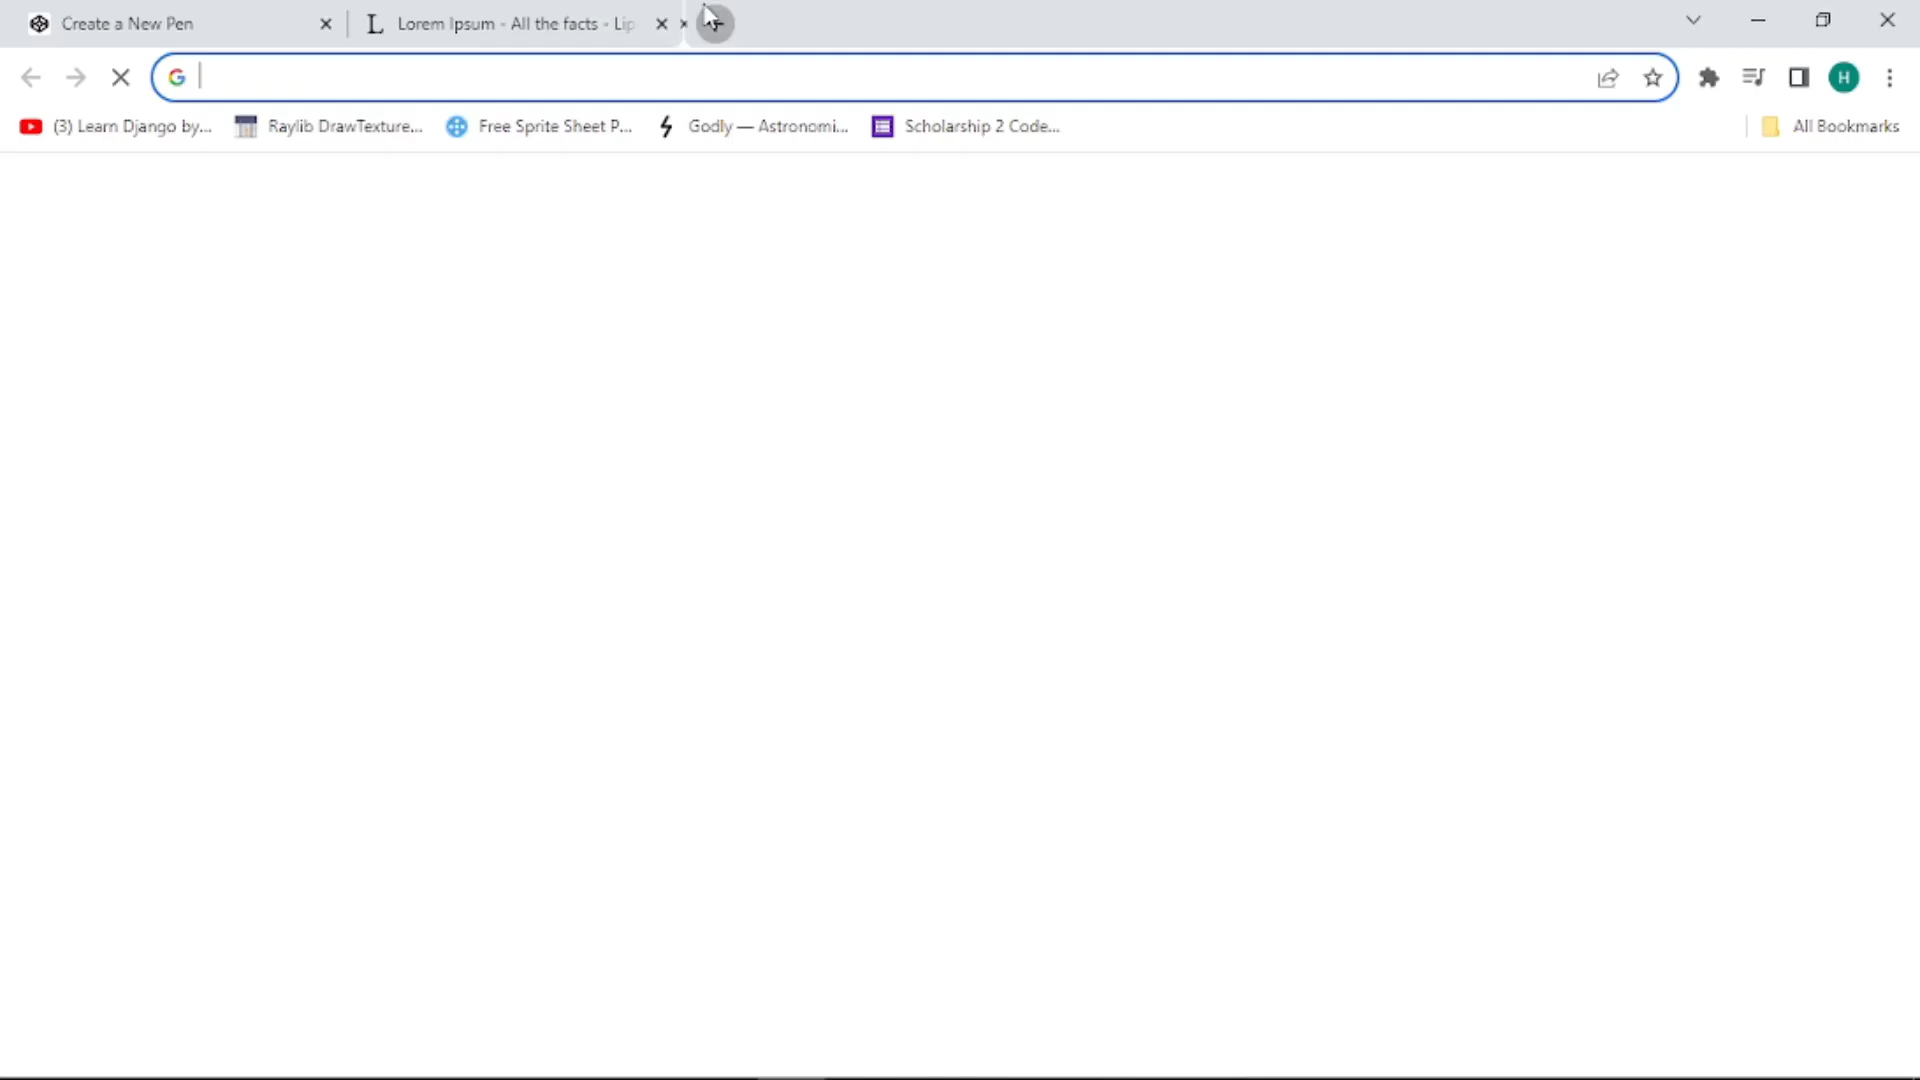 Create a New Pen
Lorem Ipsum - All the facts - Lip
(3) Learn Django by...
Raylib DrawTexture...
Free Sprite Sheet P...
Godly — Astronomi...
Scholarship 2 Code...
All Bookmarks
H